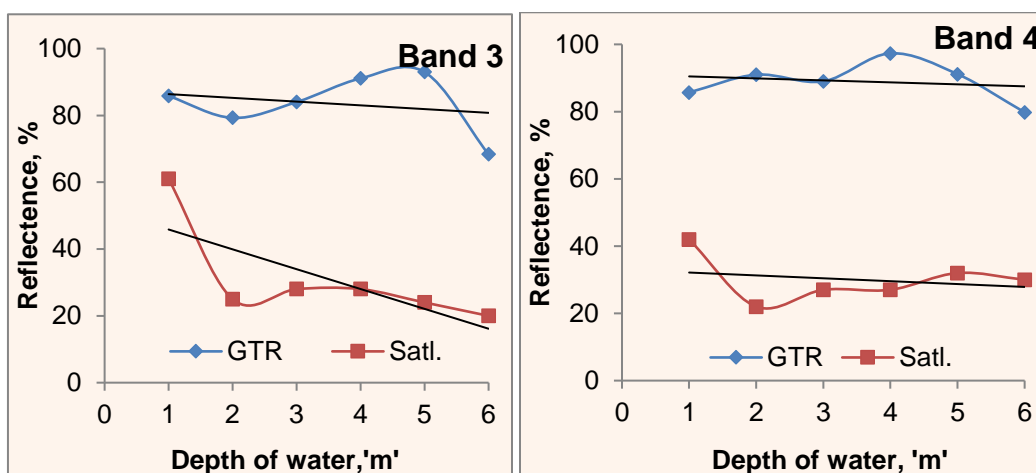 Band 3
Reflectence, %
100
80
60
40
20
0
GTR Satl.
0 1 2 3 4 5 6
Depth of water,'m'
Band 4
Reflectence, %
100
80
60
40
20
0
GTR Satl.
0 1 2 3 4 5 6
Depth of water, 'm'